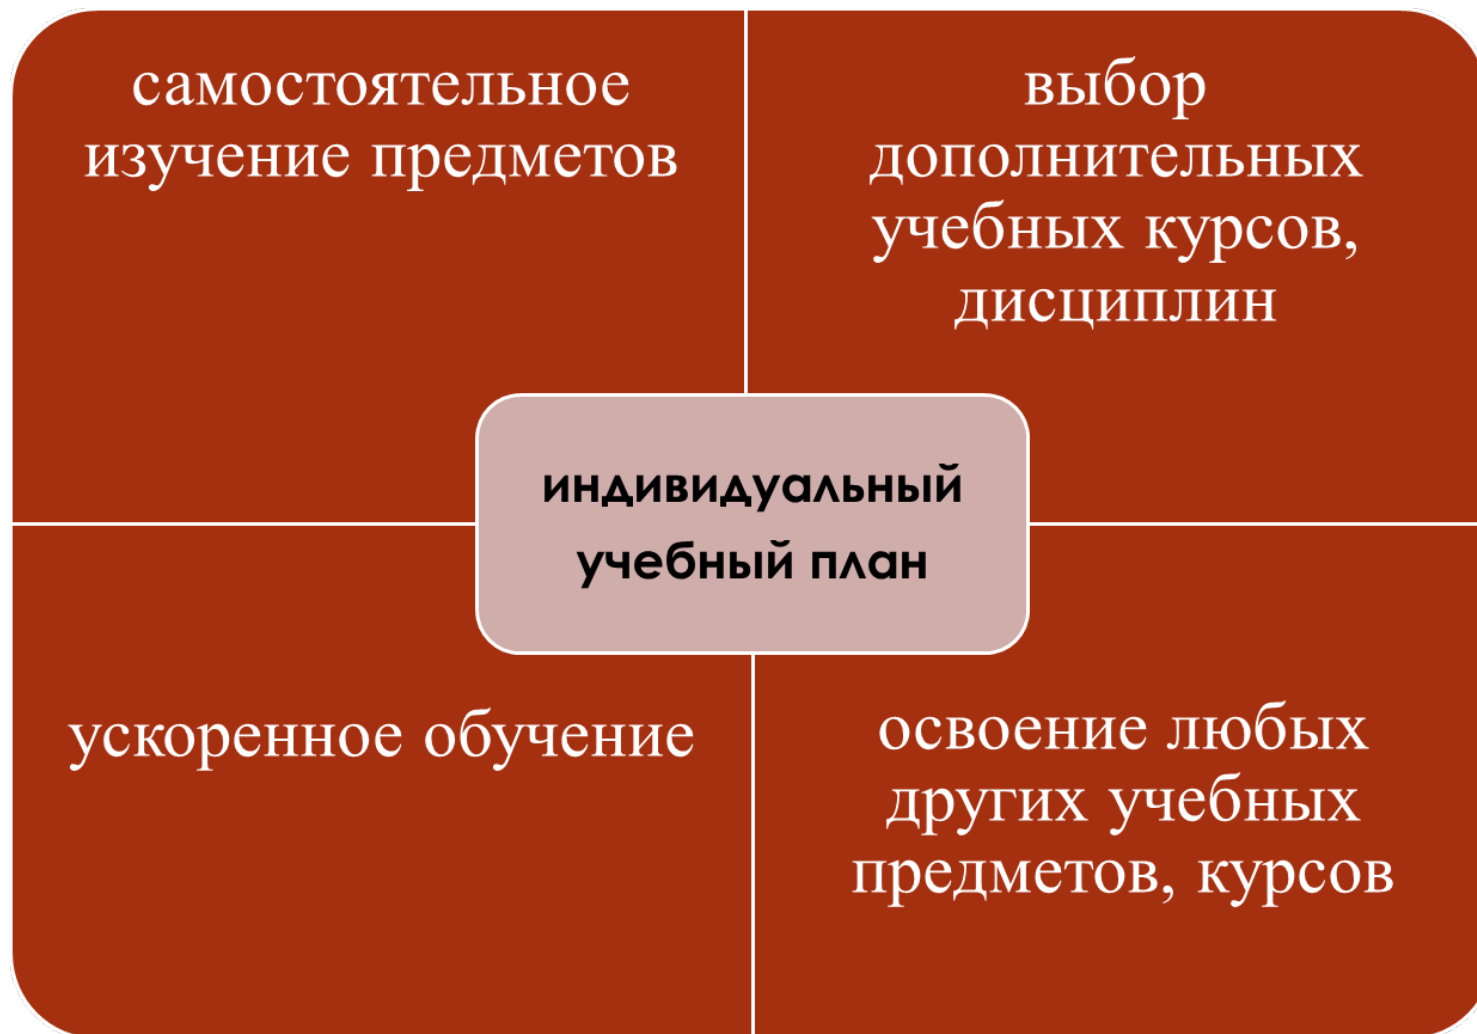 самостоятельное
изучение предметов
выбор
дополнительных
учебных курсов,
дисциплин
индивидуальный
учебный план
ускоренное обучение
освоение любых
других учебных
предметов, курсов